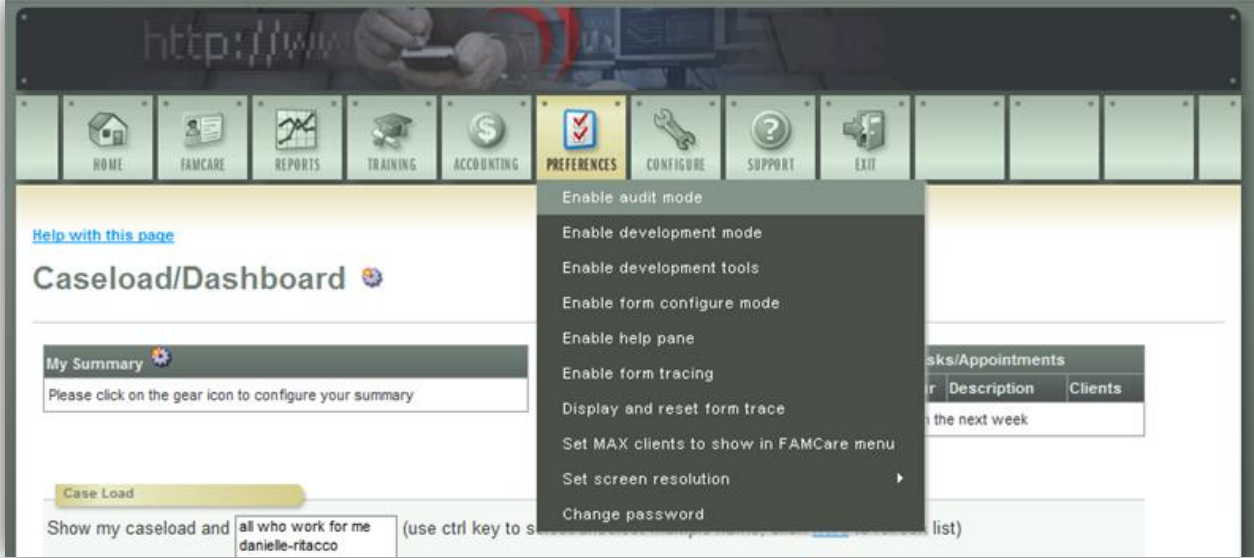 http://ww
HOME FAMCARE REPORTS TRAINING ACCOUNTING PREFERENCES CONFIGURE SUPPORT EXIT
Enable audit mode
Enable development mode
Enable development tools
Enable form configure mode
Enable help pane
Enable form tracing
Display and reset form trace
Set MAX clients to show in FAMCare menu
Set screen resolution
Change password
Help with this page
Caseload/Dashboard
My Summary
Please click on the gear icon to configure your summary
sks/Appointments
r Description Clients
the next week
Case Load
Show my caseload and all who work for me (use ctrl key to s list)
danielle-ritacco